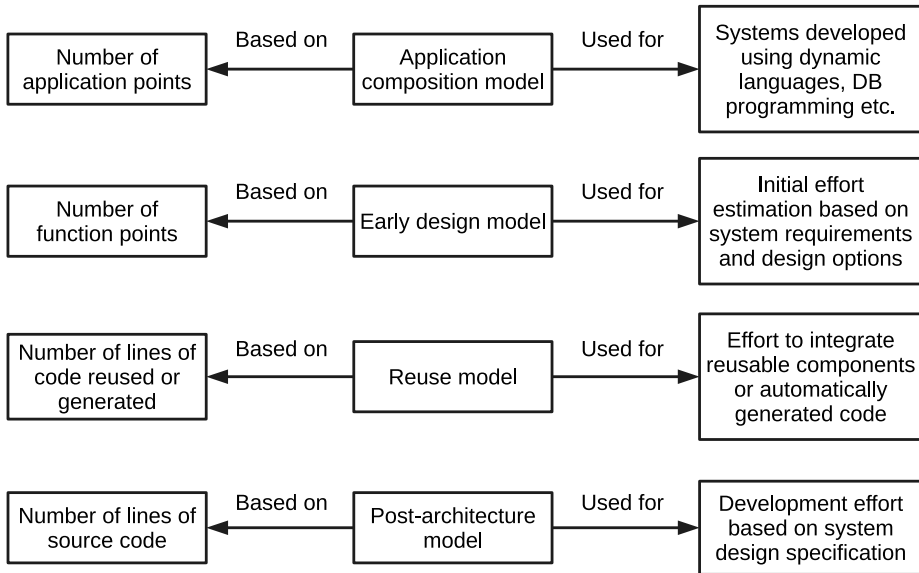 Number of
application points
Based on
Application
composition model
Used for
Systems developed
using dynamic
languages, DB
programming etc.
Number of
function points
Based on
Early design model
Used for
Initial effort
estimation based on
system requirements
and design options
Number of lines of
code reused or
generated
Based on
Reuse model
Used for
Effort to integrate
reusable components
or automatically
generated code
Number of lines of
source code
Based on
Post-architecture
model
Used for
Development effort
based on system
design specification